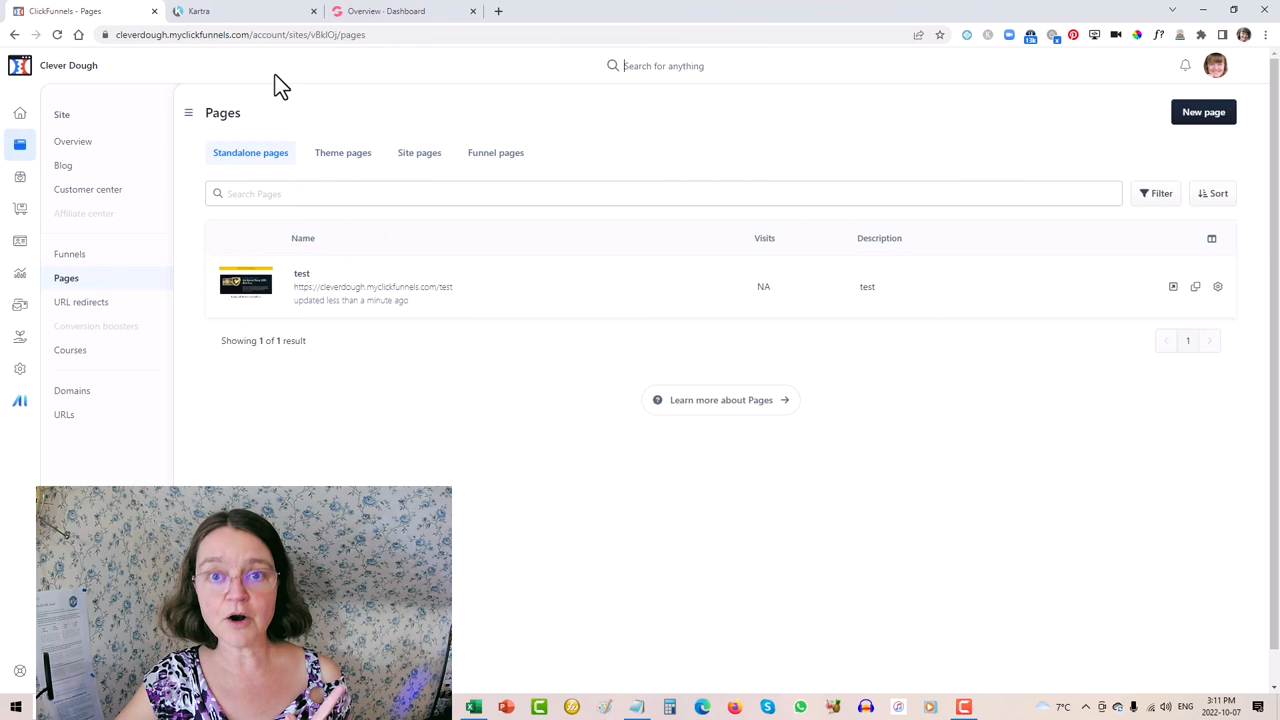 ClickFunnels
Kartra
Overview - Dashboard
cleverdough.myclickfunnels.com/account/sites/vBklOj/pages
13k
Clever Dough
Search for anything
Site
Overview
Blog
Customer center
Affiliate center
Funnels
Pages
URL redirects
Conversion boosters
Courses
Domains
URLs
Pages
New page
Standalone pages
Theme pages
Site pages
Funnel pages
Search Pages
Filter
Sort
Name
Visits
Description
test
https://cleverdough.myclickfunnels.com/test
updated less than a minute ago
NA
test
Showing 1 of 1 result
1
Learn more about Pages
7°C
3:11 PM
2022-10-07